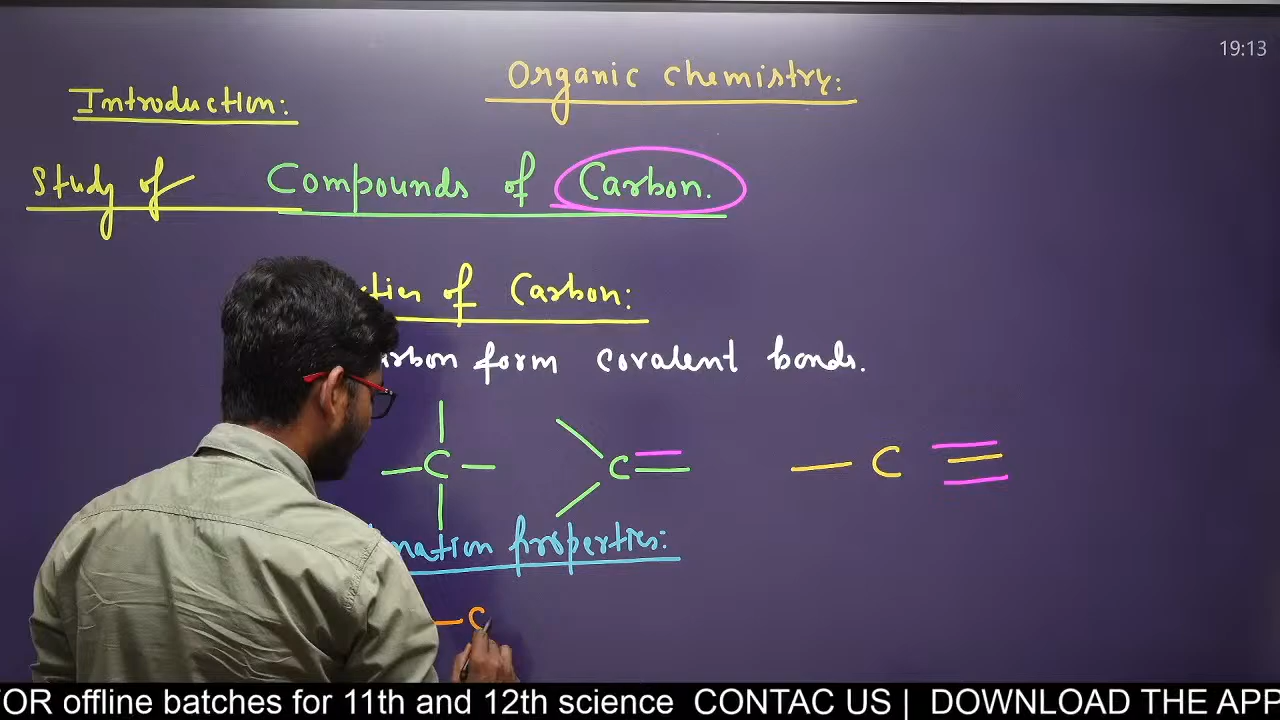 19:13
Organic Chemistry:
Introduction:
Study of Compounds of Carbon.
of Carbon:
form covalent bonds.
C C — C
properties:
— C
OR offline batches for 11th and 12th science CONTAC US | DOWNLOAD THE APP